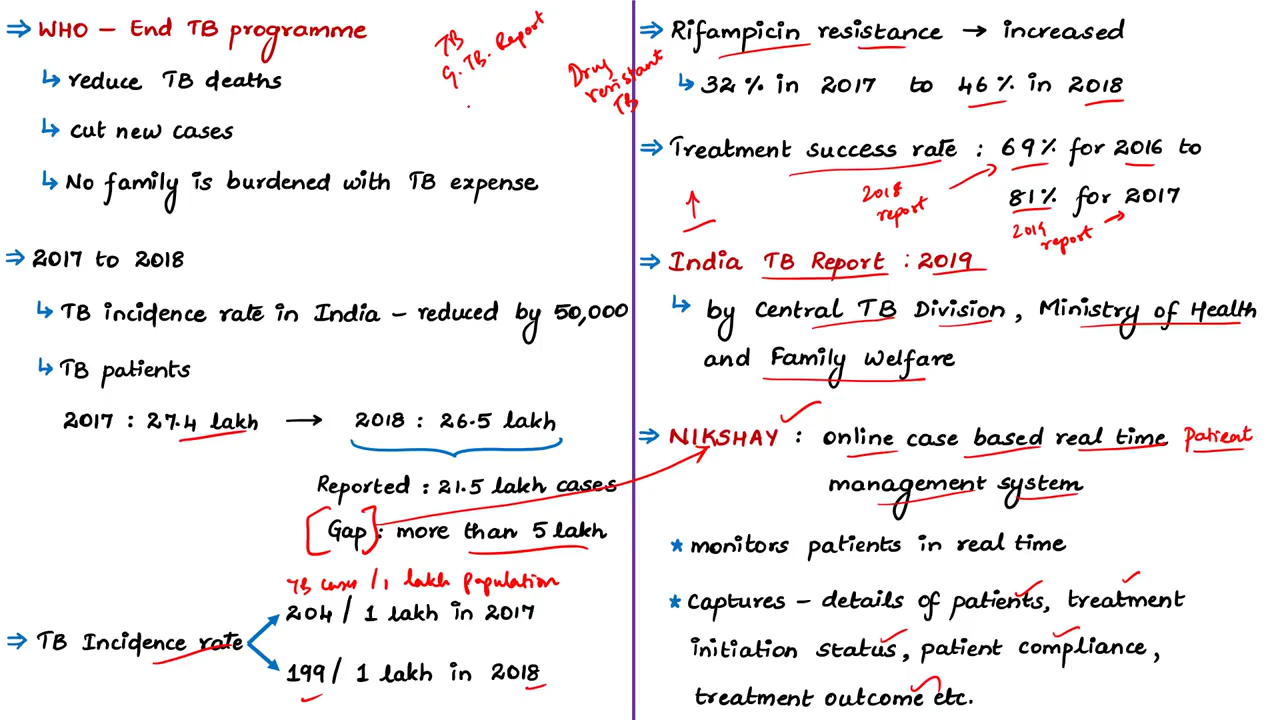 ⇒ WHO – End TB programme
↳ reduce TB deaths
↳ cut new cases
↳ No family is burdened with TB expense
TB
G. TB. Report
Drug
resistant
TB
⇒ 2017 to 2018
↳ TB incidence rate in India – reduced by 50,000
↳ TB patients
2017 : 27.4 lakh → 2018 : 26.5 lakh
Reported : 21.5 lakh cases
[Gap] : more than 5 lakh
TB cases / 1 lakh population
204 / 1 lakh in 2017
⇒ TB Incidence rate
199 / 1 lakh in 2018
⇒ Rifampicin resistance → increased
↳ 32% in 2017 to 46% in 2018
⇒ Treatment success rate : 69% for 2016 to
2018
report
↑
81% for 2017
2019
report
⇒ India TB Report : 2019
↳ by Central TB Division, Ministry of Health
and Family Welfare
⇒ NIKSHAY : online case based real time patient
management system
* monitors patients in real time
* Captures – details of patients, treatment
initiation status, patient compliance,
treatment outcome etc.